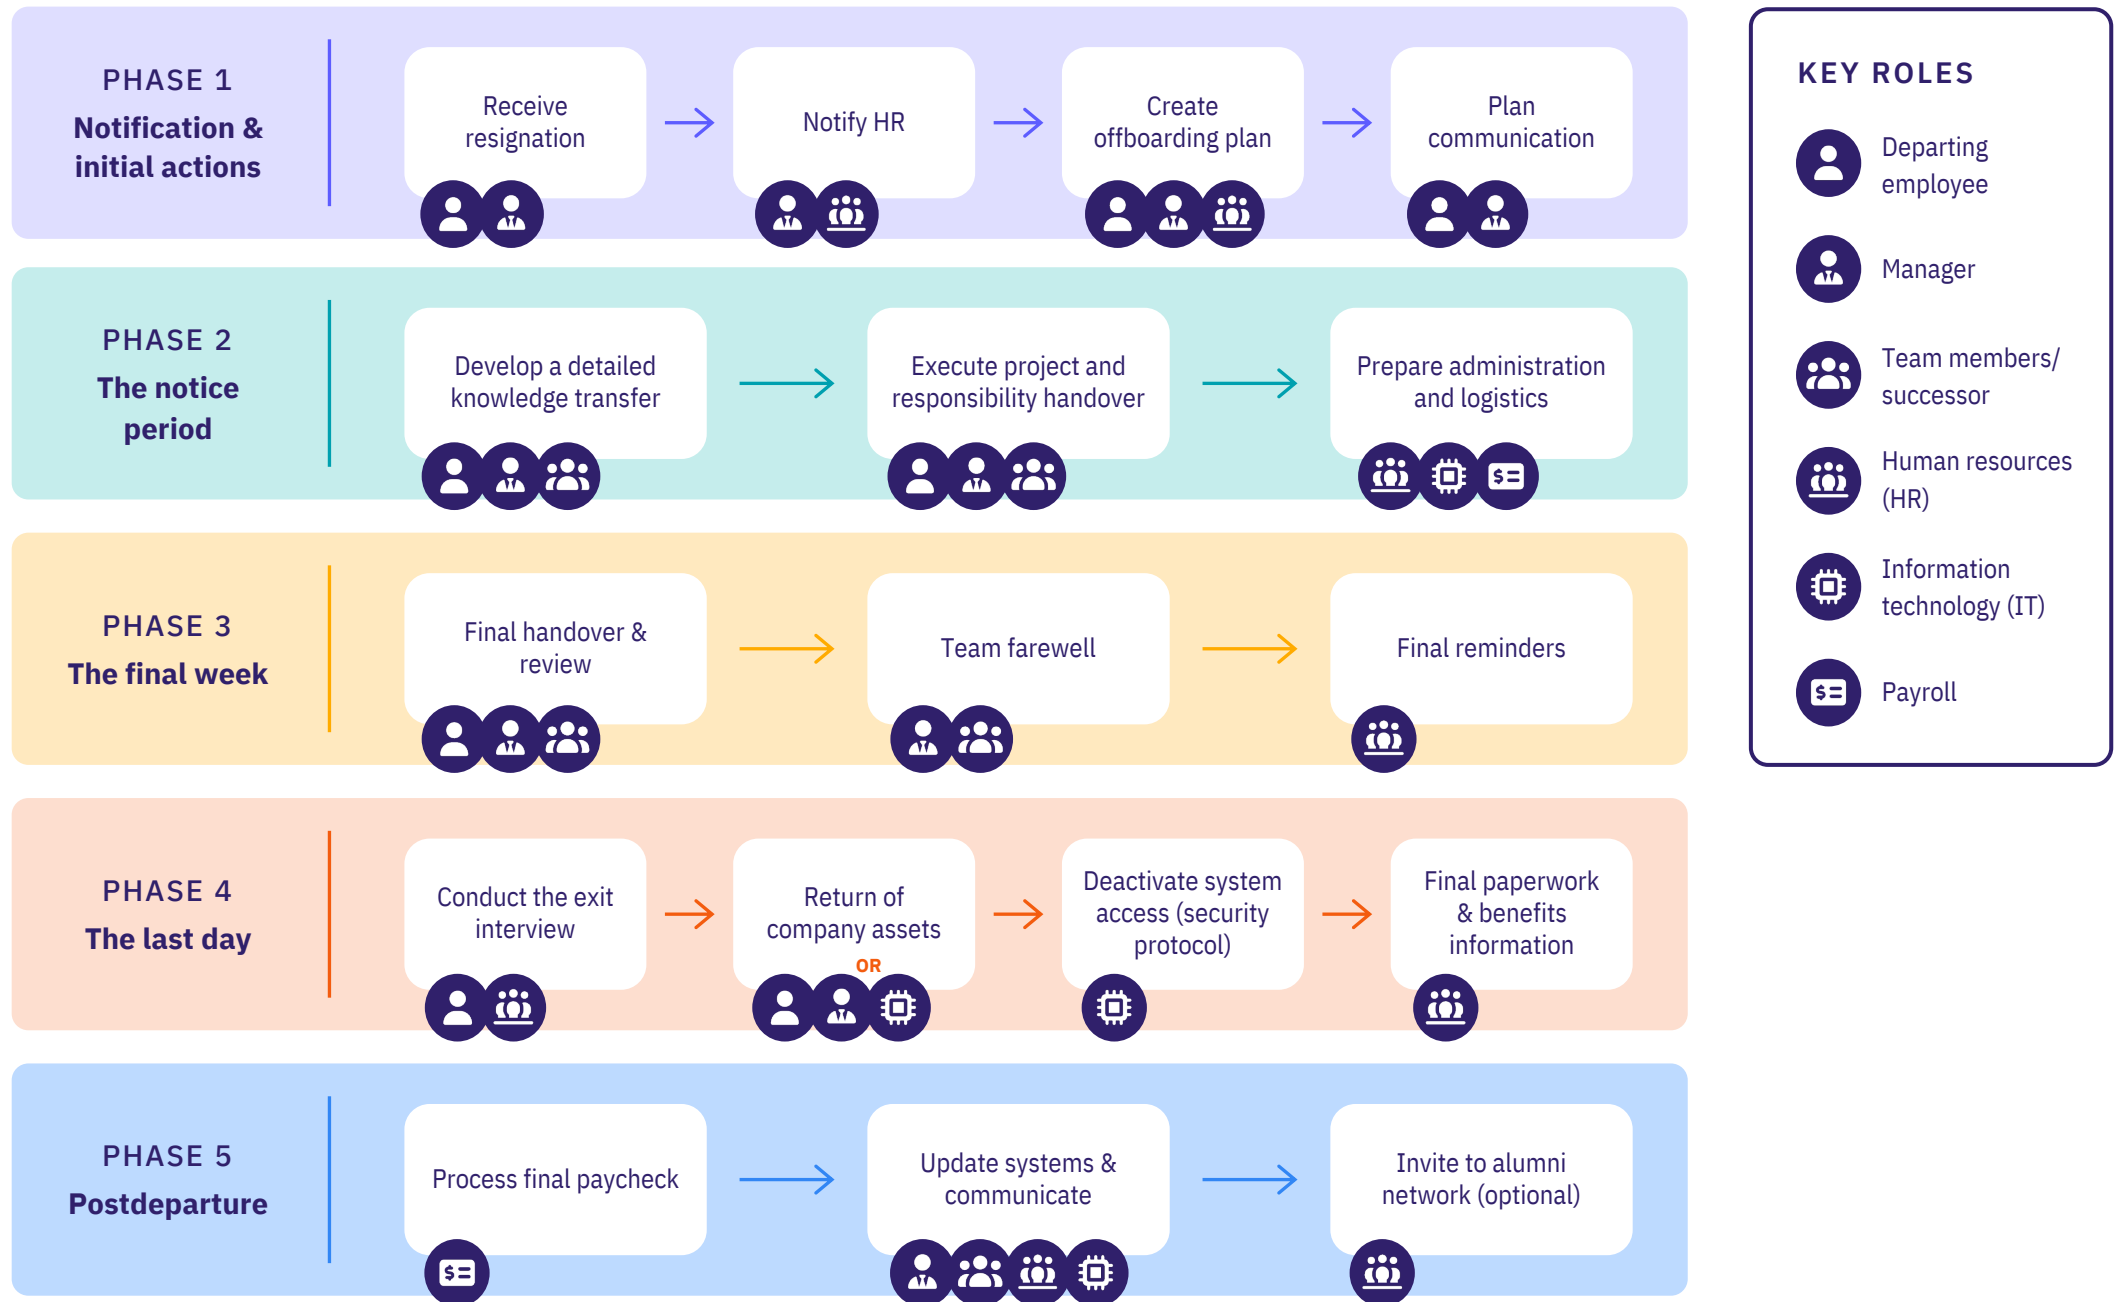 PHASE 1
Notification &
initial actions
Receive
resignation
Notify HR
Create
offboarding plan
Plan
communication
PHASE 2
The notice
period
Develop a detailed
knowledge transfer
Execute project and
responsibility handover
Prepare administration
and logistics
PHASE 3
The final week
Final handover &
review
Team farewell
Final reminders
PHASE 4
The last day
Conduct the exit
interview
Return of
company assets
OR
Deactivate system
access (security
protocol)
Final paperwork
& benefits
information
PHASE 5
Postdeparture
Process final paycheck
Update systems &
communicate
Invite to alumni
network (optional)
KEY ROLES
Departing
employee
Manager
Team members/
successor
Human resources
(HR)
Information
technology (IT)
Payroll